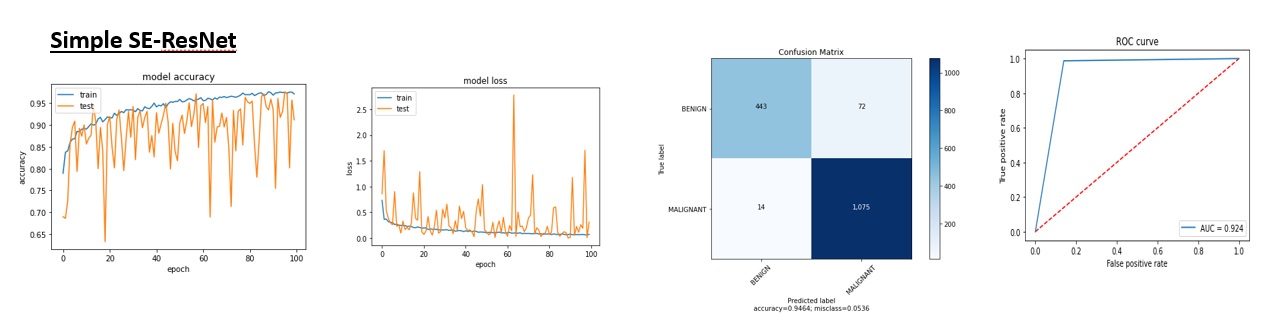 Simple SE-ResNet
model accuracy
train
test
0.95
0.90
0.85
0.80
0.75
0.70
0.65
accuracy
0
20
40
60
80
100
epoch
model loss
train
test
2.5
2.0
1.5
1.0
0.5
0.0
loss
0
20
40
60
80
100
epoch
Confusion Matrix
True label
BENIGN
443
72
MALIGNANT
14
1,075
BENIGN
MALIGNANT
Predicted label
accuracy=0.9464; misclass=0.0536
1000
800
600
400
200
ROC curve
True positive rate
1.0
0.8
0.6
0.4
0.2
0.0
AUC = 0.924
0.0
0.2
0.4
0.6
0.8
1.0
False positive rate